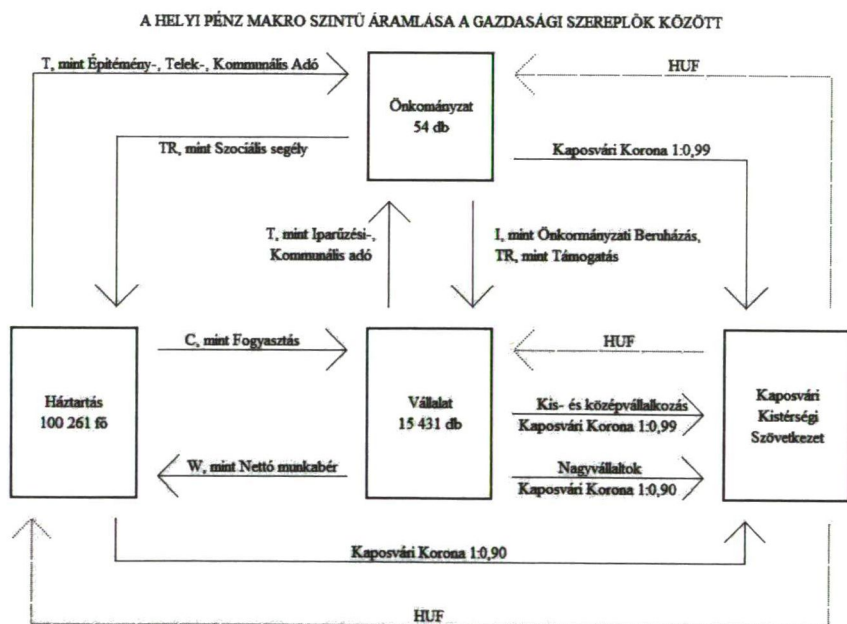 A HELYI PÉNZ MAKRO SZINTŰ ÁRAMLÁSA A GAZDASÁGI SZEREPLŐK KÖZÖTT
T, mint Építémény-, Telek-, Kommunális Adó
HUF
Önkományzat
54 db
TR, mint Szociális segély
Kaposvári Korona 1:0,99
T, mint Iparűzési-,
Kommunális adó
I, mint Önkormányzati Beruházás,
TR, mint Támogatás
C, mint Fogyasztás
HUF
Háztartás
100 261 fő
Vállalat
15 431 db
Kis- és középvállalkozás
Kaposvári Korona 1:0,99
Kaposvári
Kistérségi
Szövetkezet
W, mint Nettó munkabér
Nagyvállaltok
Kaposvári Korona 1:0,90
Kaposvári Korona 1:0,90
HUF